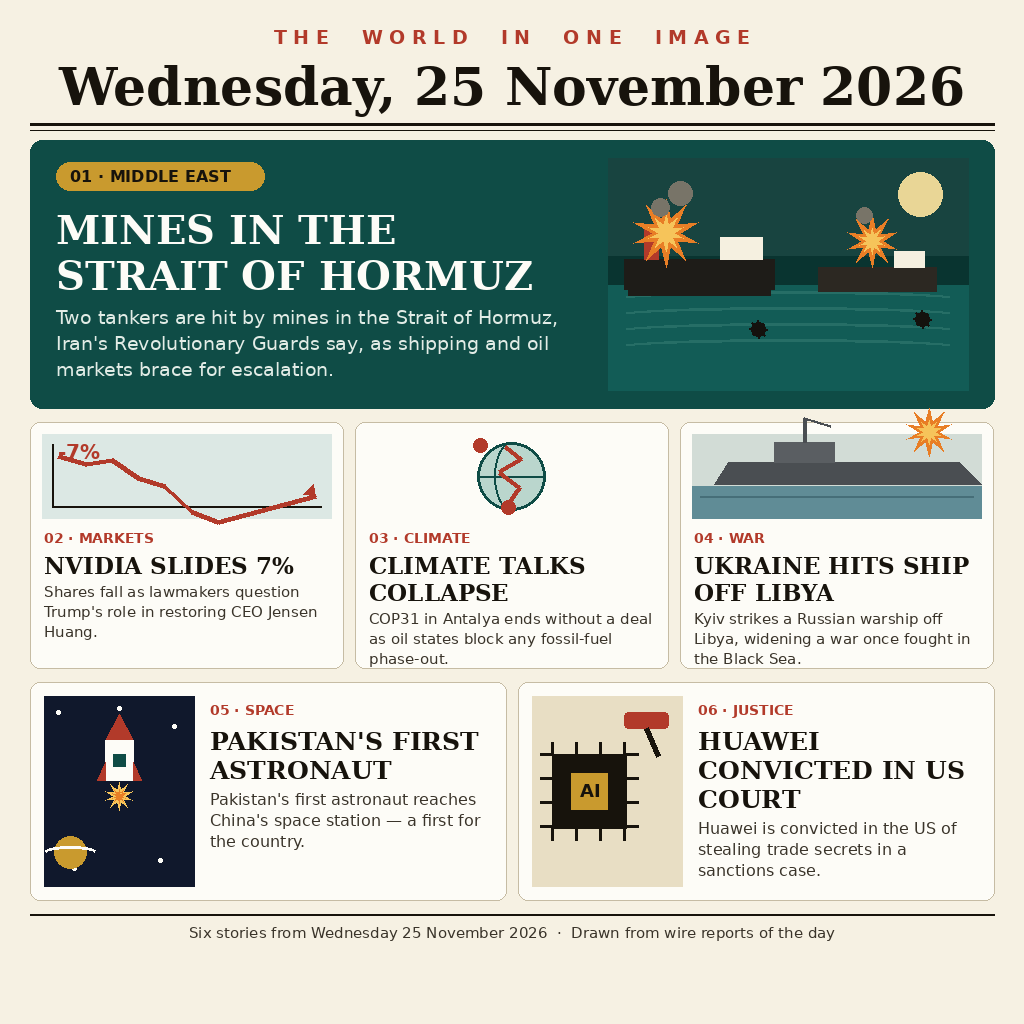 THE WORLD IN ONE IMAGE
Wednesday, 25 November 2026
01 · MIDDLE EAST
MINES IN THE
STRAIT OF HORMUZ
Two tankers are hit by mines in the Strait of Hormuz,
Iran's Revolutionary Guards say, as shipping and oil
markets brace for escalation.
-7%
02 · MARKETS
NVIDIA SLIDES 7%
Shares fall as lawmakers question
Trump's role in restoring CEO Jensen
Huang.
03 · CLIMATE
CLIMATE TALKS
COLLAPSE
COP31 in Antalya ends without a deal
as oil states block any fossil-fuel
phase-out.
04 · WAR
UKRAINE HITS SHIP
OFF LIBYA
Kyiv strikes a Russian warship off
Libya, widening a war once fought in
the Black Sea.
05 · SPACE
PAKISTAN'S FIRST
ASTRONAUT
Pakistan's first astronaut reaches
China's space station — a first for
the country.
AI
06 · JUSTICE
HUAWEI
CONVICTED IN US
COURT
Huawei is convicted in the US of
stealing trade secrets in a
sanctions case.
Six stories from Wednesday 25 November 2026 · Drawn from wire reports of the day